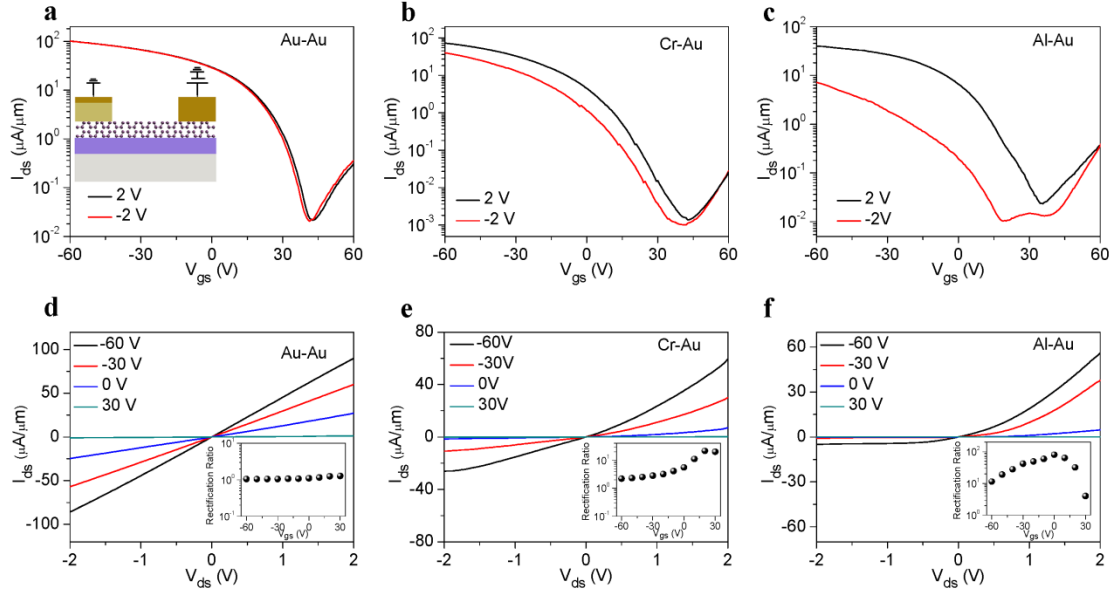 a
Au-Au
I_ds (μA/μm)
10^2
10^1
10^0
10^-1
10^-2
2 V
-2 V
-60 -30 0 30 60
V_gs (V)
b
Cr-Au
I_ds (μA/μm)
10^2
10^1
10^0
10^-1
10^-2
10^-3
2 V
-2 V
-60 -30 0 30 60
V_gs (V)
c
Al-Au
I_ds (μA/μm)
10^2
10^1
10^0
10^-1
10^-2
2 V
-2V
-60 -30 0 30 60
V_gs (V)
d
Au-Au
I_ds (μA/μm)
100
50
0
-50
-100
-60 V
-30 V
0 V
30 V
Rectification Ratio
10^1
10^0
10^-1
-60 -30 0 30
V_gs (V)
-2 -1 0 1 2
V_ds (V)
e
Cr-Au
I_ds (μA/μm)
80
40
0
-40
-80
-60V
-30V
0 V
30V
Rectification Ratio
10^1
10^0
10^-1
-60 -30 0 30
V_gs (V)
-2 -1 0 1 2
V_ds (V)
f
Al-Au
I_ds (μA/μm)
60
30
0
-30
-60
-60 V
-30 V
0 V
30 V
Rectification Ratio
10^2
10^1
10^0
-60 -30 0 30
V_gs (V)
-2 -1 0 1 2
V_ds (V)